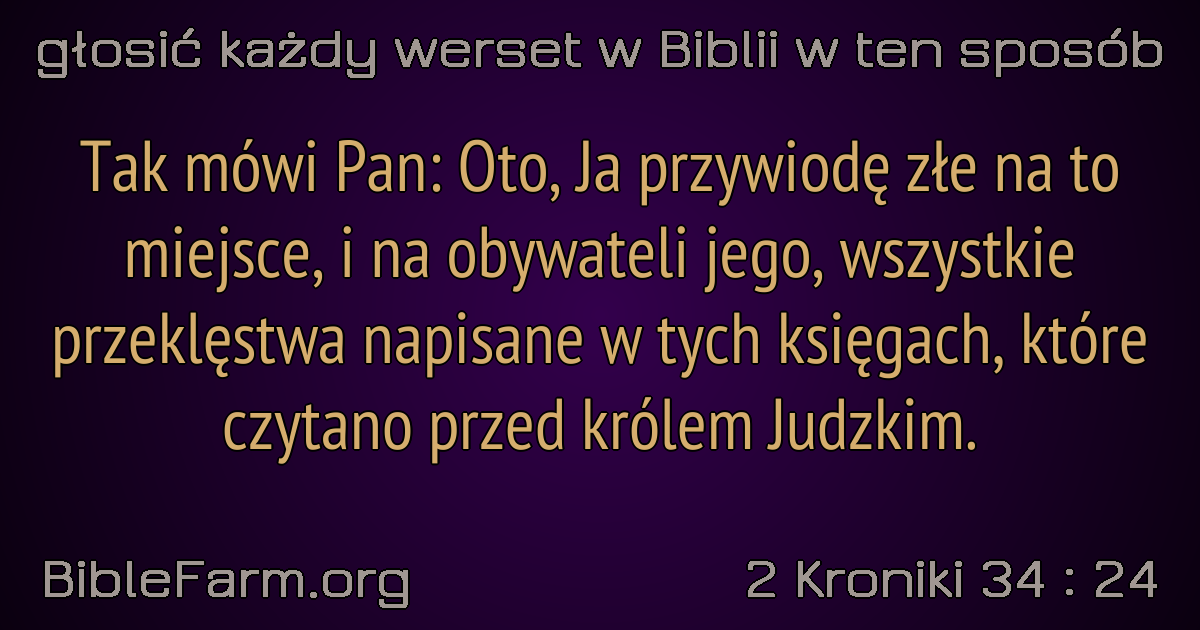 głosić każdy werset w Biblii w ten sposób
Tak mówi Pan: Oto, Ja przywiodę złe na to
miejsce, i na obywateli jego, wszystkie
przeklęstwa napisane w tych księgach, które
czytano przed królem Judzkim.
BibleFarm.org
2 Kroniki 34 : 24